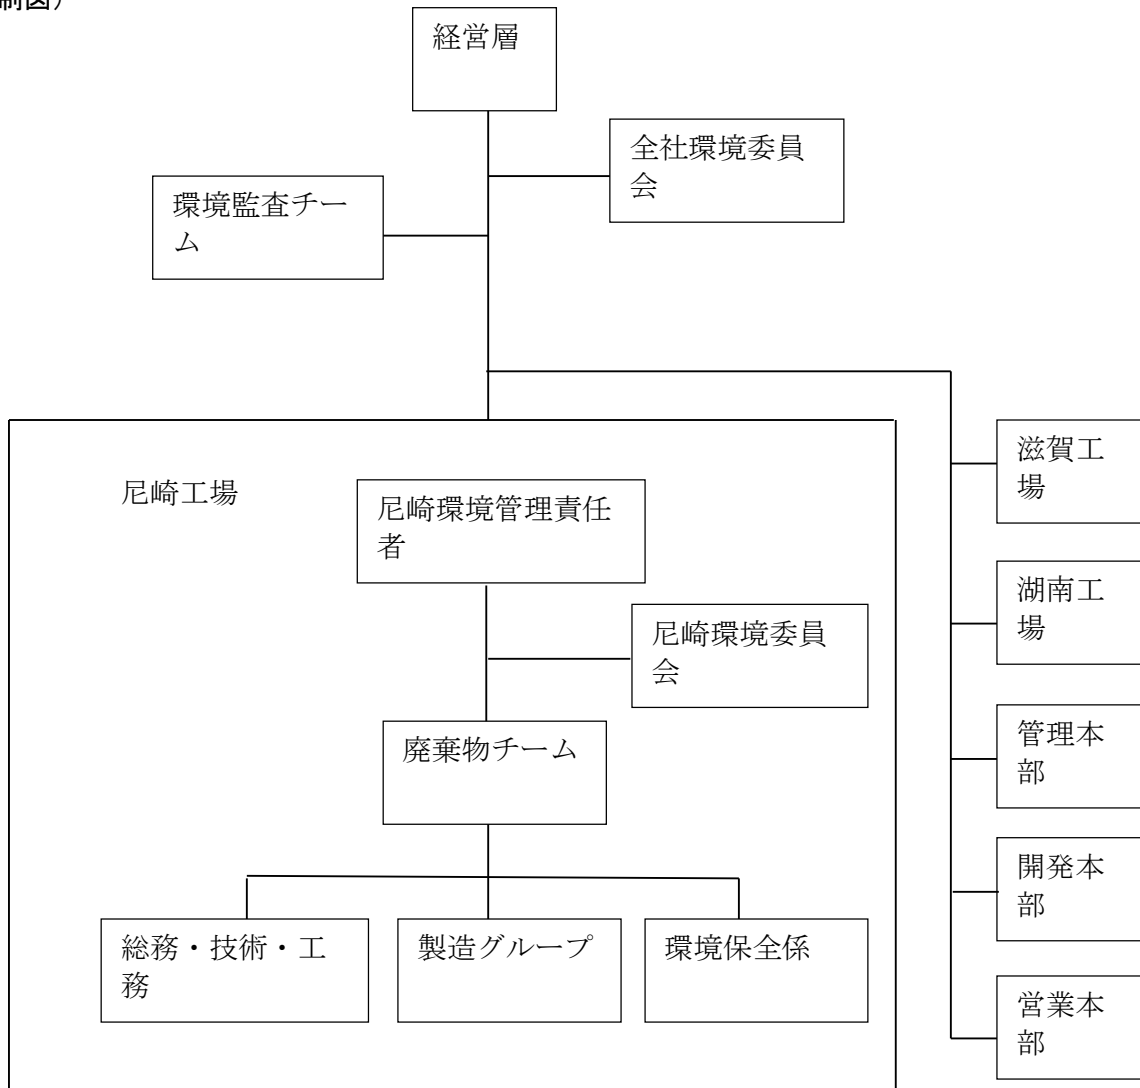 制図）
経営層
全社環境委員
会
環境監査チー
ム
尼崎工場
尼崎環境管理責任
者
尼崎環境委員
会
廃棄物チーム
総務・技術・工
務
製造グループ
環境保全係
滋賀工
場
湖南工
場
管理本
部
開発本
部
営業本
部